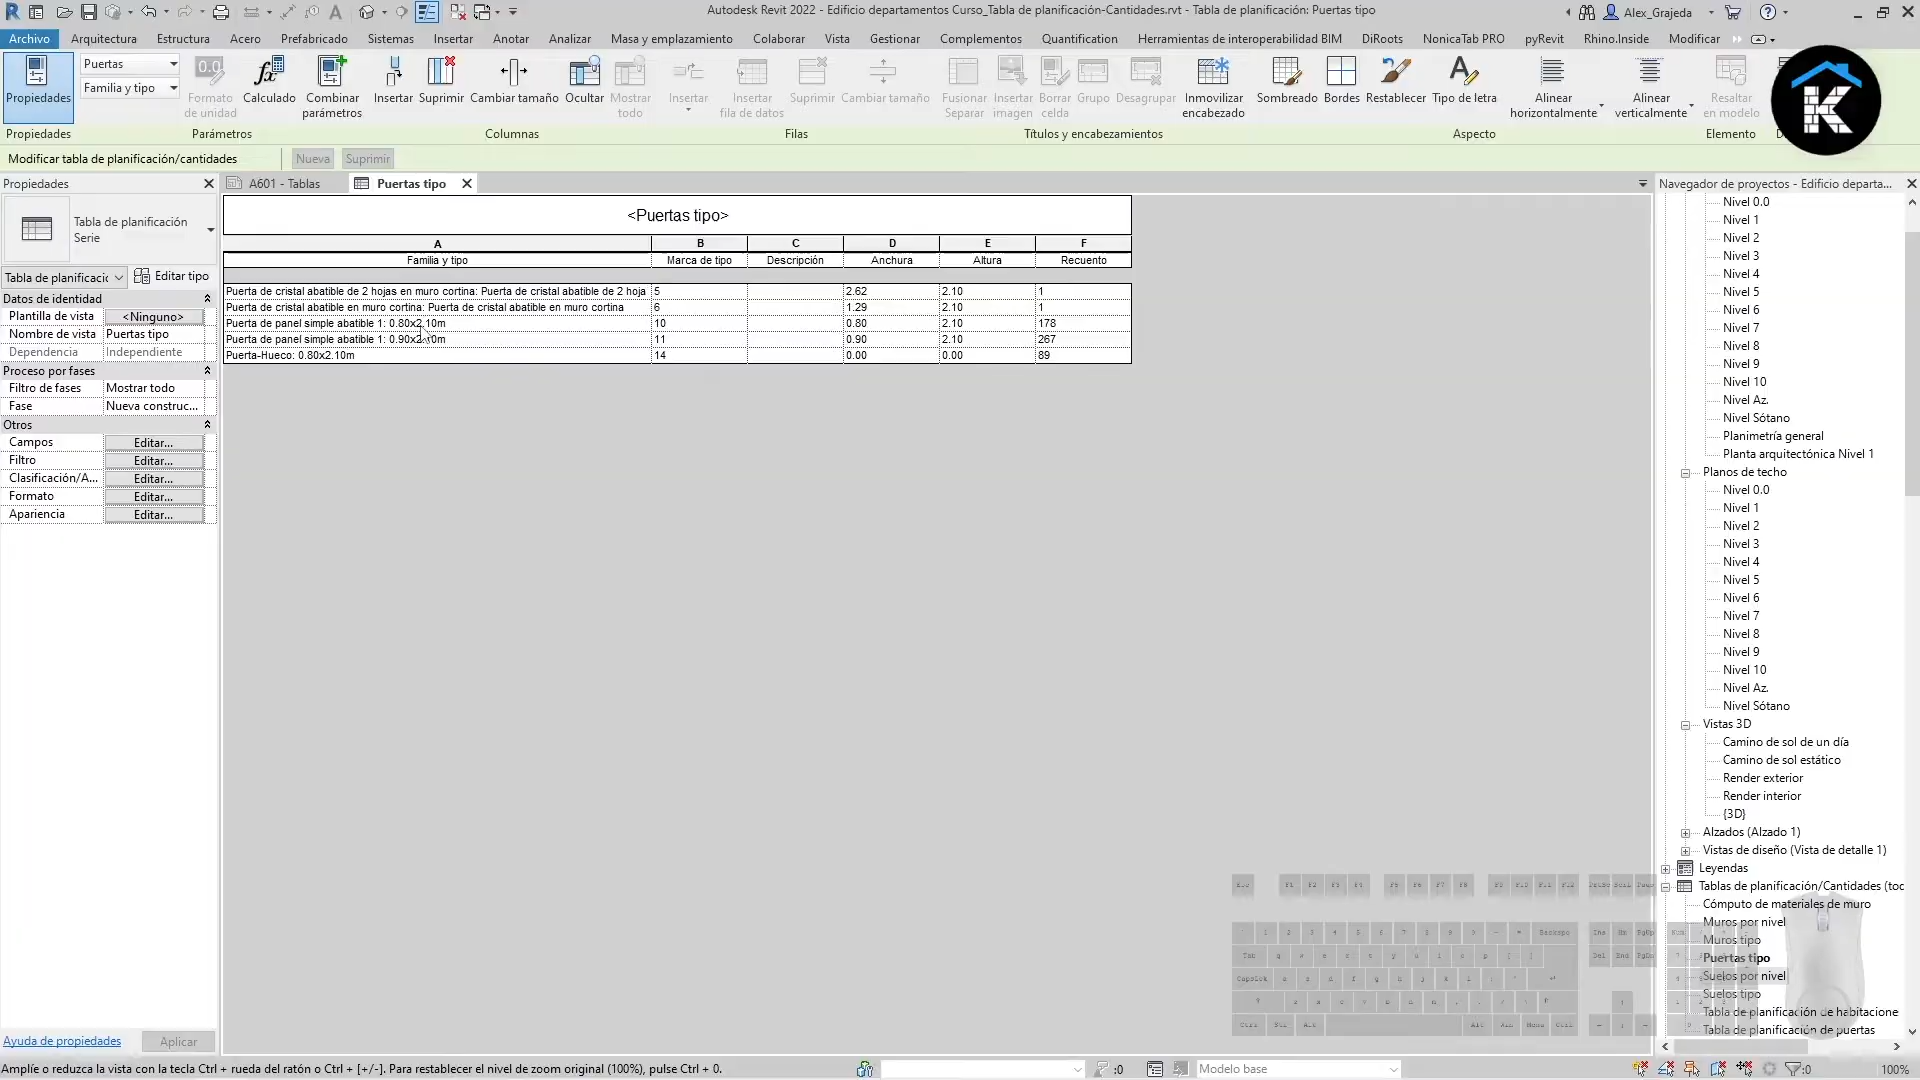 Autodesk Revit 2022 - Edificio departamentos Curso_Tabla de planificación-Cantidades.rvt - Tabla de planificación: Puertas tipo
Alex_Grajeda
Archivo Arquitectura Estructura Acero Prefabricado Sistemas Insertar Anotar Analizar Masa y emplazamiento Colaborar Vista Gestionar Complementos Quantification Herramientas de interoperabilidad BIM DiRoots NonicaTab PRO pyRevit Rhino.Inside Modificar
Puertas
Familia y tipo
Propiedades
Formato de unidad
Calculado
Combinar parámetros
Insertar
Suprimir
Cambiar tamaño
Ocultar
Mostrar todo
Insertar
Insertar fila de datos
Suprimir
Cambiar tamaño
Fusionar Separar
Insertar imagen
Borrar celda
Grupo
Desagrupar
Inmovilizar encabezado
Sombreado
Bordes
Restablecer
Tipo de letra
Alinear horizontalmente
Alinear verticalmente
Resaltar en modelo
K
Propiedades Parámetros Columnas Filas Títulos y encabezamientos Aspecto Elemento
Modificar tabla de planificación/cantidades Nueva Suprimir
Propiedades
Tabla de planificación
Serie
Tabla de planificacic Editar tipo
Datos de identidad
Plantilla de vista <Ninguno>
Nombre de vista Puertas tipo
Dependencia Independiente
Proceso por fases
Filtro de fases Mostrar todo
Fase Nueva construc...
Otros
Campos Editar...
Filtro Editar...
Clasificación/A... Editar...
Formato Editar...
Apariencia Editar...
Ayuda de propiedades Aplicar
A601 - Tablas Puertas tipo
<Puertas tipo>
A B C D E F
Familia y tipo Marca de tipo Descripción Anchura Altura Recuento
Puerta de cristal abatible de 2 hojas en muro cortina: Puerta de cristal abatible de 2 hoja 5 2.62 2.10 1
Puerta de cristal abatible en muro cortina: Puerta de cristal abatible en muro cortina 6 1.29 2.10 1
Puerta de panel simple abatible 1: 0.80x2.10m 10 0.80 2.10 178
Puerta de panel simple abatible 1: 0.90x2.10m 11 0.90 2.10 267
Puerta-Hueco: 0.80x2.10m 14 0.00 0.00 89
Navegador de proyectos - Edificio departa...
Nivel 0.0
Nivel 1
Nivel 2
Nivel 3
Nivel 4
Nivel 5
Nivel 6
Nivel 7
Nivel 8
Nivel 9
Nivel 10
Nivel Az.
Nivel Sótano
Planimetría general
Planta arquitectónica Nivel 1
Planos de techo
Nivel 0.0
Nivel 1
Nivel 2
Nivel 3
Nivel 4
Nivel 5
Nivel 6
Nivel 7
Nivel 8
Nivel 9
Nivel 10
Nivel Az.
Nivel Sótano
Vistas 3D
Camino de sol de un día
Camino de sol estático
Render exterior
Render interior
{3D}
Alzados (Alzado 1)
Vistas de diseño (Vista de detalle 1)
Leyendas
Tablas de planificación/Cantidades (toc
Cómputo de materiales de muro
Muros por nivel
Muros tipo
Puertas tipo
Suelos por nivel
Suelos tipo
Tabla de planificación de habitacione
Tabla de planificación de puertas
Amplíe o reduzca la vista con la tecla Ctrl + rueda del ratón o Ctrl + [+/-]. Para restablecer el nivel de zoom original (100%), pulse Ctrl + 0.
:0
Modelo base
:0
100%